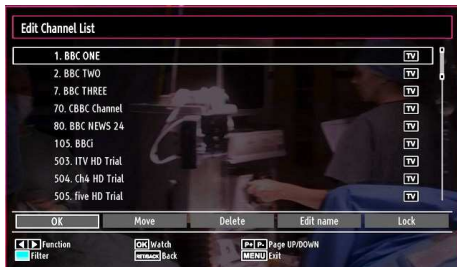 Edit Channel List
1. BBC ONE TV
2. BBC TWO TV
7. BBC THREE TV
70. CBBC Channel TV
80. BBC NEWS 24 TV
105. BBCi TV
503. ITV HD Trial TV
504. Ch4 HD Trial TV
505. five HD Trial TV
OK Move Delete Edit name Lock
Function OK Watch P+ P- Page UP/DOWN
Filter RET/BACK Back MENU Exit